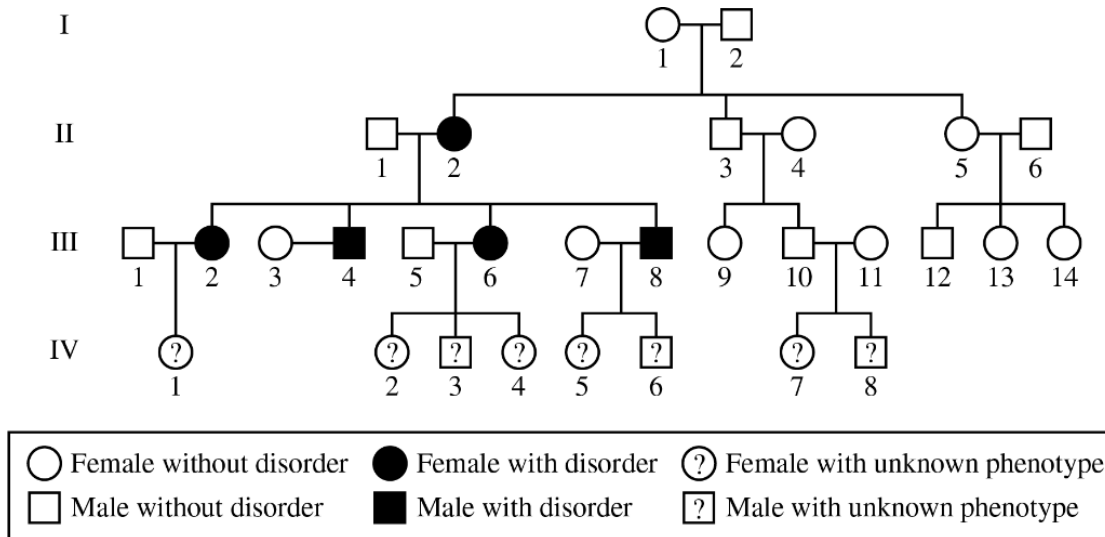 I
1 2
II
1 2 3 4 5 6
III
1 2 3 4 5 6 7 8 9 10 11 12 13 14
IV
? ? ? ? ? ? ? ?
1 2 3 4 5 6 7 8
Female without disorder Female with disorder ? Female with unknown phenotype
Male without disorder Male with disorder ? Male with unknown phenotype